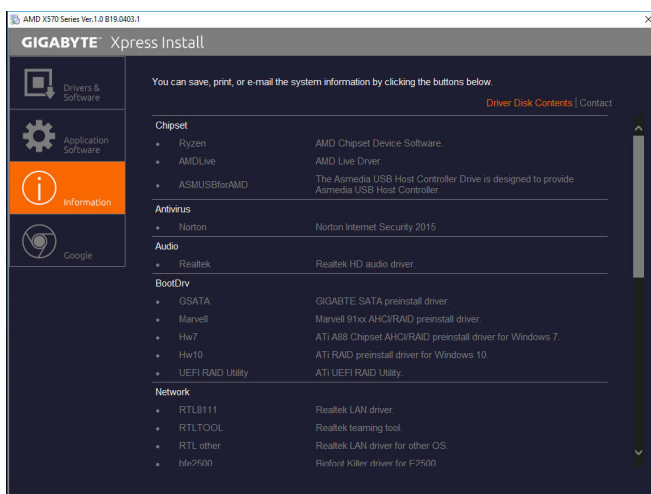 AMD X570 Series Ver.1.0 B19.0403.1
GIGABYTE™ Xpress Install
Drivers &
Software
Application
Software
Information
Google
You can save, print, or e-mail the system information by clicking the buttons below.
Driver Disk Contents | Contact
Chipset
• Ryzen AMD Chipset Device Software.
• AMDLive AMD Live Drver.
• ASMUSBforAMD The Asmedia USB Host Controller Drive is designed to provide
Asmedia USB Host Controller.
Antivirus
• Norton Norton Internet Security 2015
Audio
• Realtek Realtek HD audio driver.
BootDrv
• GSATA GIGABTE SATA preinstall driver.
• Marvell Marvell 91xx AHCI/RAID preinstall driver.
• Hw7 ATi A88 Chipset AHCI/RAID preinstall driver for Windows 7.
• Hw10 ATi RAID preinstall driver for Windows 10.
• UEFI RAID Utility ATi UEFI RAID Utility.
Network
• RTL8111 Realtek LAN driver.
• RTLTOOL Realtek teaming tool.
• RTL other Realtek LAN driver for other OS.
• bfe2500 Bigfoot Killer driver for E2500